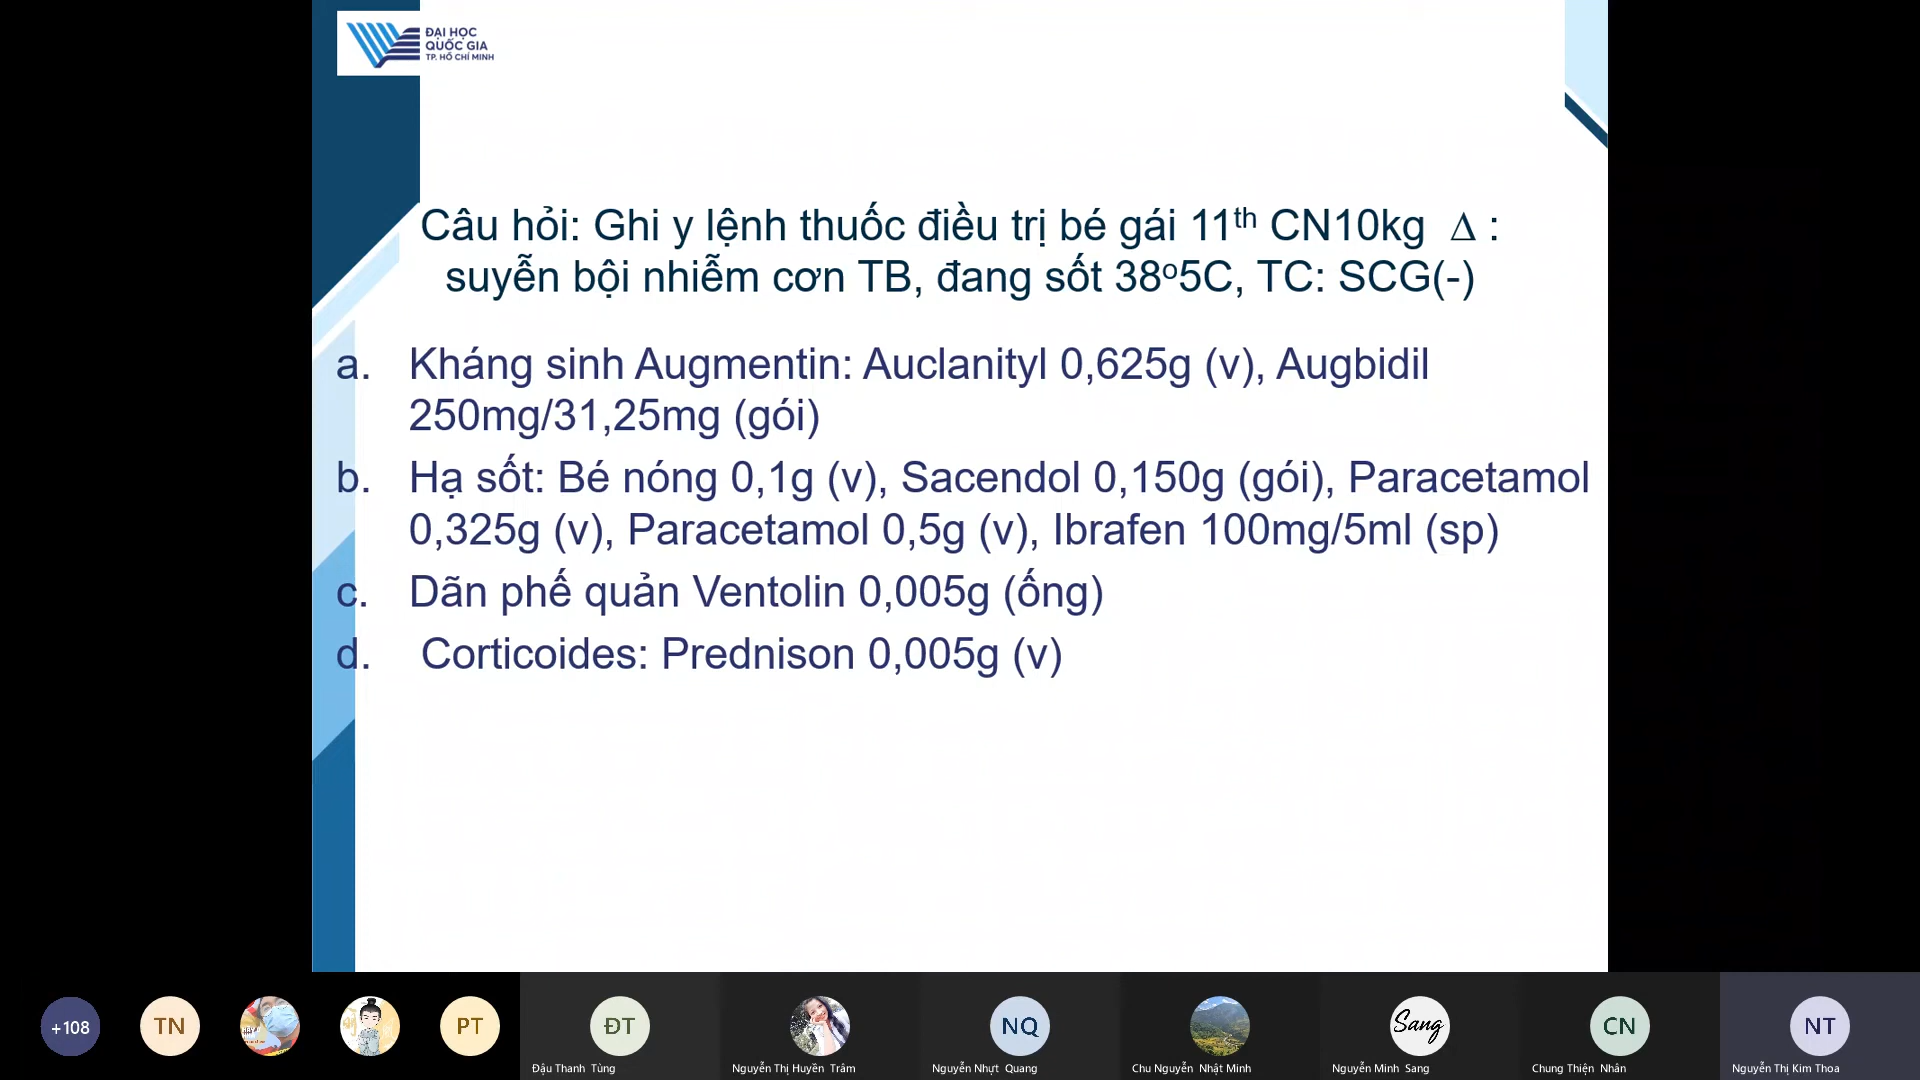 ĐẠI HỌC
QUỐC GIA
TP. HỒ CHÍ MINH
Câu hỏi: Ghi y lệnh thuốc điều trị bé gái 11th CN10kg Δ :
suyễn bội nhiễm cơn TB, đang sốt 38o5C, TC: SCG(-)
a. Kháng sinh Augmentin: Auclanityl 0,625g (v), Augbidil
250mg/31,25mg (gói)
b. Hạ sốt: Bé nóng 0,1g (v), Sacendol 0,150g (gói), Paracetamol
0,325g (v), Paracetamol 0,5g (v), Ibrafen 100mg/5ml (sp)
c. Dãn phế quản Ventolin 0,005g (ống)
d. Corticoides: Prednison 0,005g (v)
+108
TN
PT
ĐT
NQ
Sang
CN
NT
Đậu Thanh Tùng
Nguyễn Thị Huyền Trâm
Nguyễn Nhựt Quang
Chu Nguyễn Nhật Minh
Nguyễn Minh Sang
Chung Thiện Nhân
Nguyễn Thị Kim Thoa